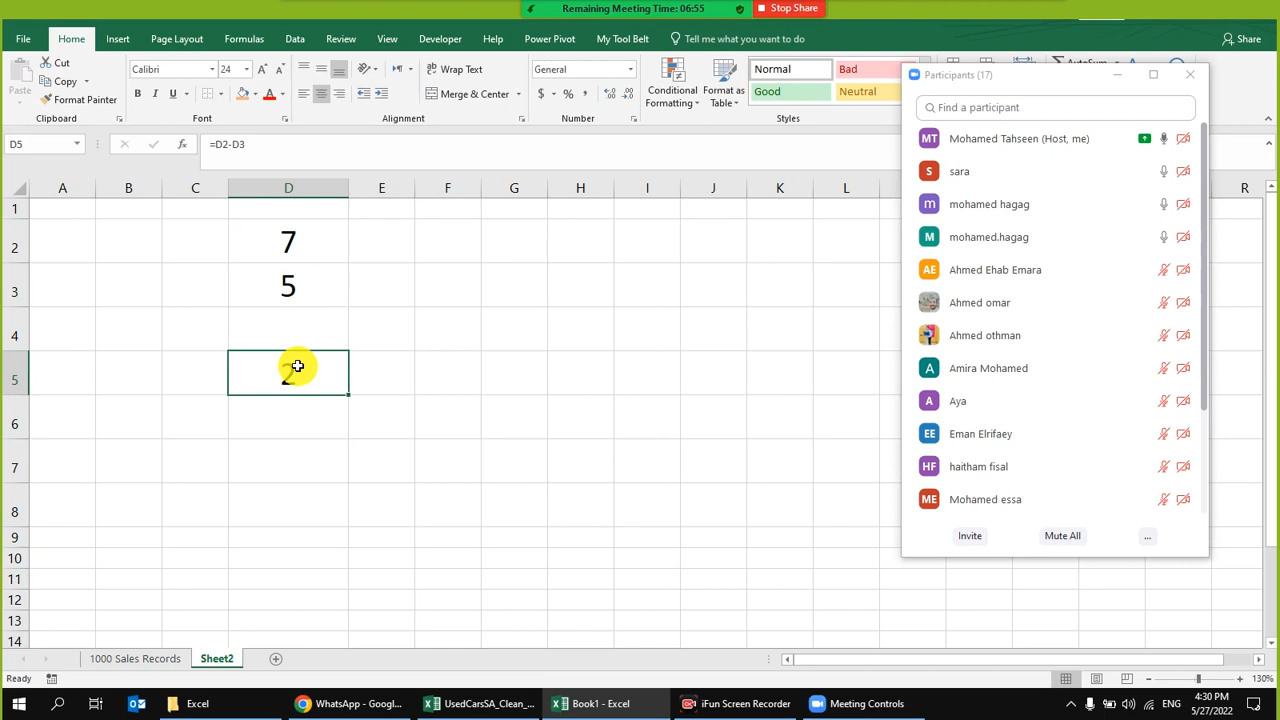 Remaining Meeting Time: 06:55
Stop Share
File Home Insert Page Layout Formulas Data Review View Developer Help Power Pivot My Tool Belt Tell me what you want to do Share
Paste
Cut
Copy
Format Painter
Clipboard
Calibri 24
B I U
A
Font
Wrap Text
Merge & Center
Alignment
General
$ % ,
Number
Conditional Formatting
Format as Table
Normal Bad
Good Neutral
Styles
D5 fx =D2-D3
A B C D E F G H I J K L R
1
2 7
3 5
4
5 2
6
7
8
9
10
11
12
13
14
Participants (17)
Find a participant
MT Mohamed Tahseen (Host, me)
S sara
m mohamed hagag
M mohamed.hagag
AE Ahmed Ehab Emara
Ahmed omar
Ahmed othman
A Amira Mohamed
A Aya
EE Eman Elrifaey
HF haitham fisal
ME Mohamed essa
Invite Mute All ...
1000 Sales Records Sheet2
Ready 130%
Excel WhatsApp - Goo... UsedCarsSA_Clean_... Book1 - Excel iFun Screen Recorder Meeting Controls ENG 4:30 PM
5/27/2022